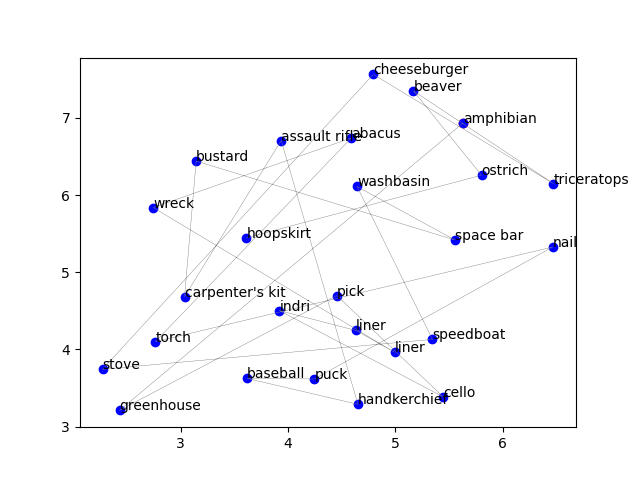 cheeseburger
beaver
7
amphibian
assault rifle
abacus
bustard
ostrich
triceratops
washbasin
6
wreck
hoopskirt
space bar
nail
5
carpenter's kit
pick
indri
liner
torch
speedboat
4
liner
stove
baseball
puck
cello
handkerchief
greenhouse
3
3 4 5 6